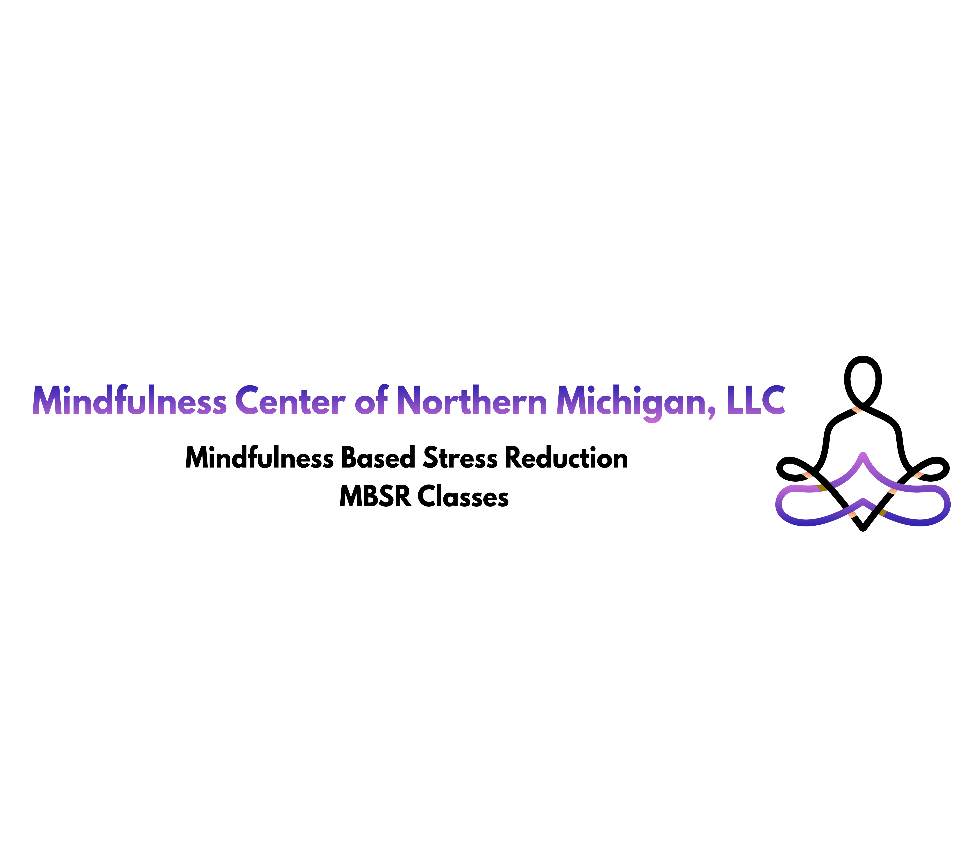 Mindfulness Center of Northern Michigan, LLC
Mindfulness Based Stress Reduction
MBSR Classes